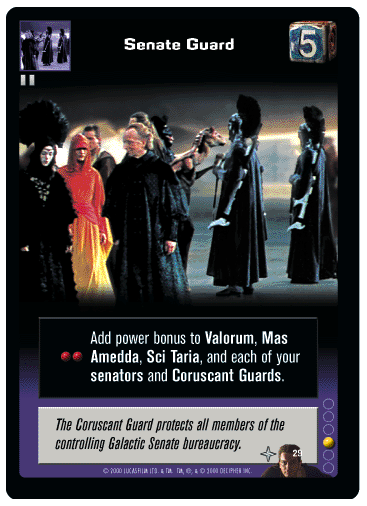 Senate Guard
5
Add power bonus to Valorum, Mas
Amedda, Sci Taria, and each of your
senators and Coruscant Guards.
The Coruscant Guard protects all members of the
controlling Galactic Senate bureaucracy.
29
© 2000 LUCASFILM LTD. & TM. TM, ®, & © 2000 DECIPHER INC.